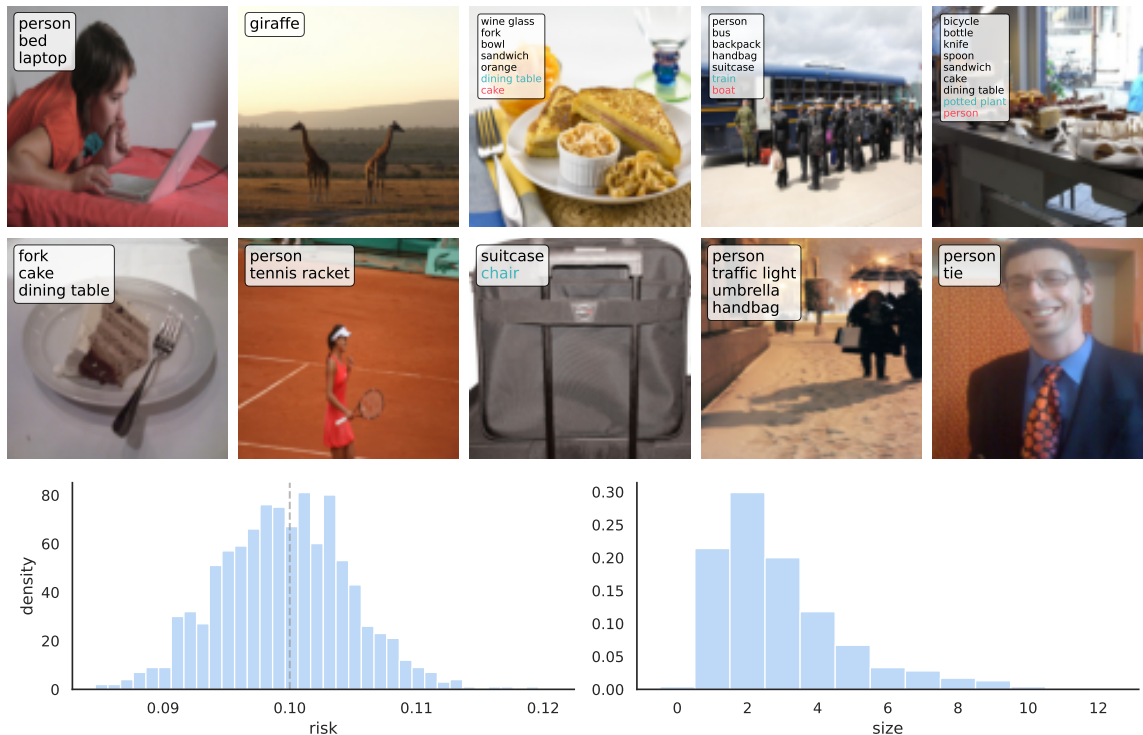 person
bed
laptop
giraffe
wine glass
fork
bowl
sandwich
orange
dining table
cake
person
bus
backpack
handbag
suitcase
train
boat
bicycle
bottle
knife
spoon
sandwich
cake
dining table
potted plant
person
fork
cake
dining table
person
tennis racket
suitcase
chair
person
traffic light
umbrella
handbag
person
tie
80
60
40
20
0
density
0.09 0.10 0.11 0.12
risk
0.30
0.25
0.20
0.15
0.10
0.05
0.00
0 2 4 6 8 10 12
size